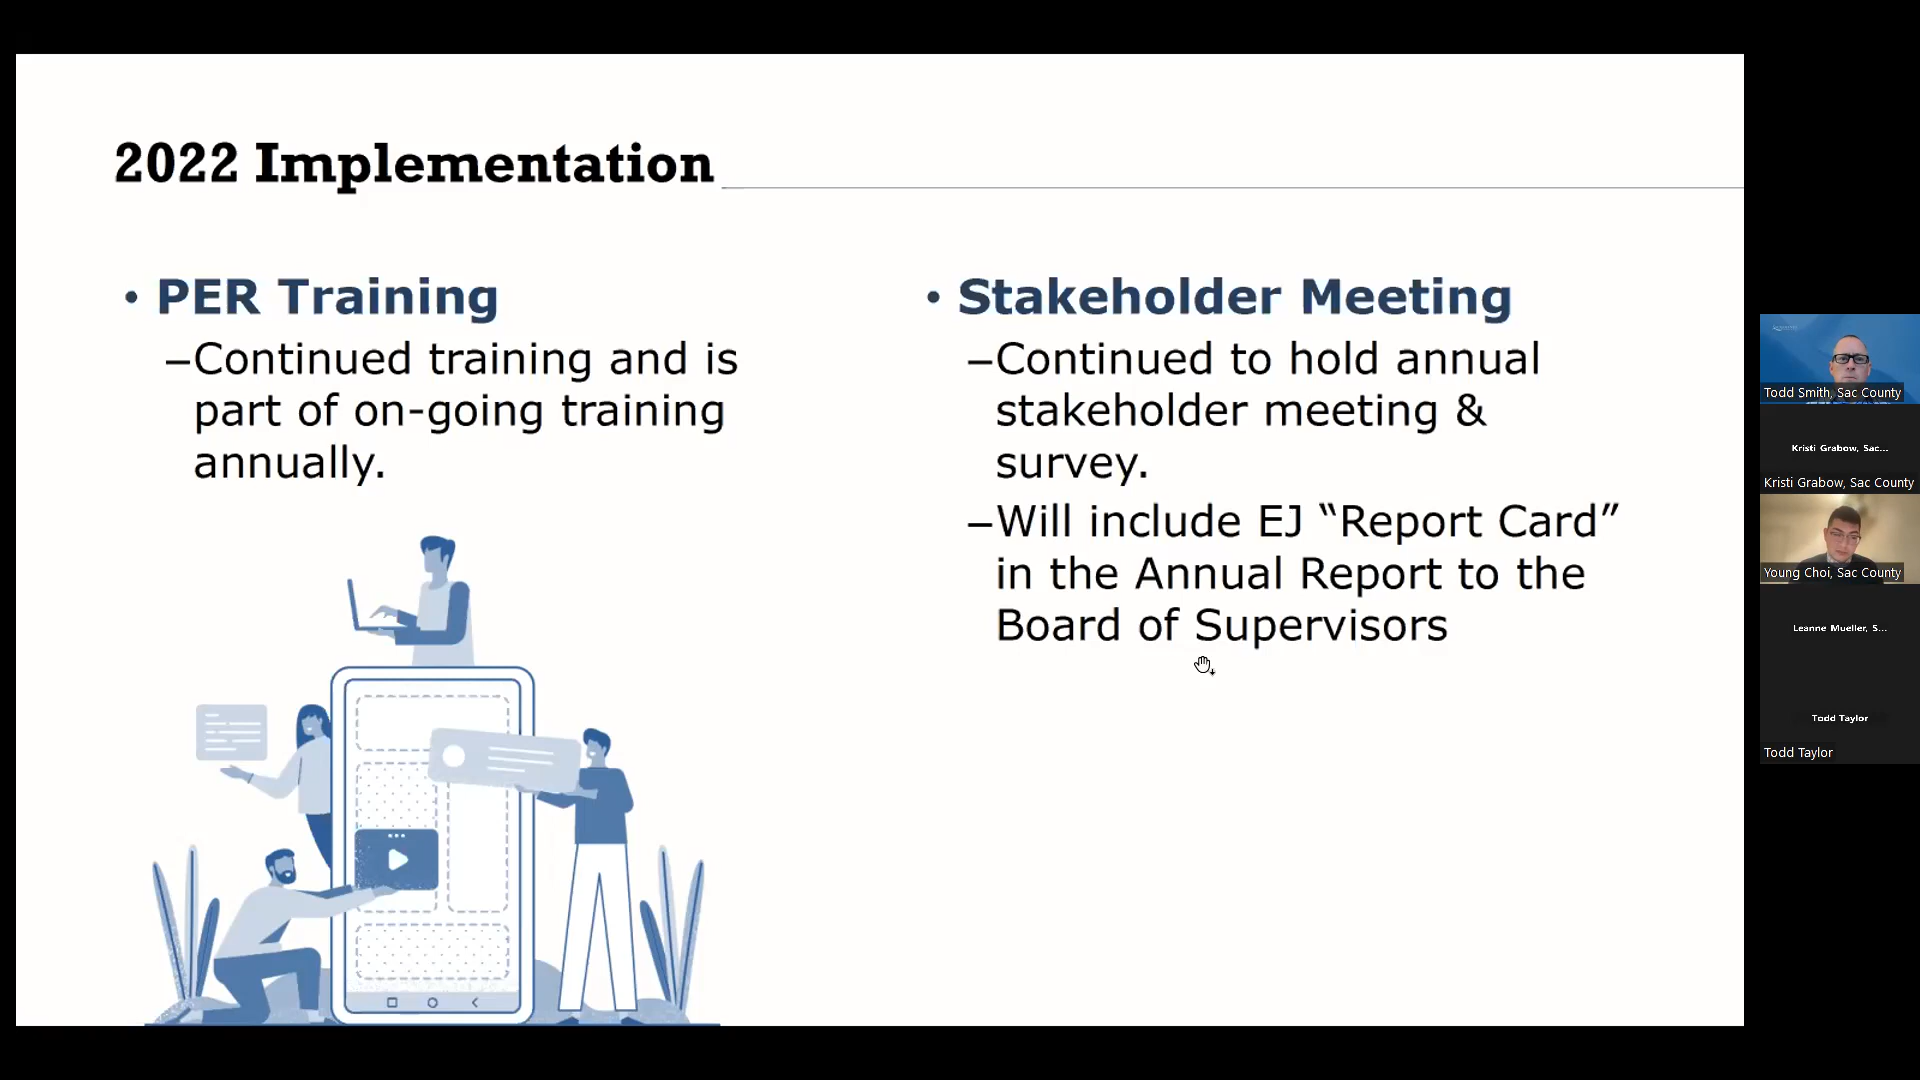 2022 Implementation
• PER Training
–Continued training and is
part of on-going training
annually.
• Stakeholder Meeting
–Continued to hold annual
stakeholder meeting &
survey.
–Will include EJ “Report Card”
in the Annual Report to the
Board of Supervisors
Todd Smith, Sac County
Kristi Grabow, Sac...
Kristi Grabow, Sac County
Young Choi, Sac County
Leanne Mueller, S...
Todd Taylor
Todd Taylor